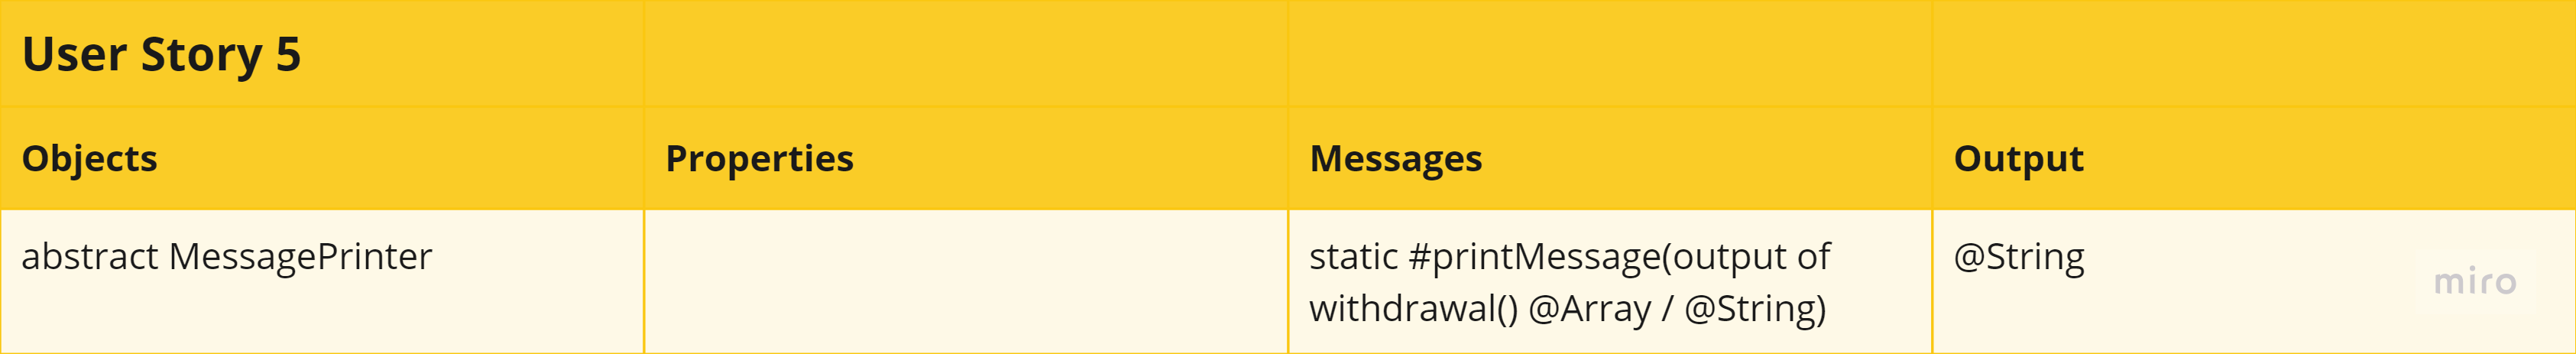 User Story 5
Objects
Properties
Messages
Output
abstract MessagePrinter
static #printMessage(output of
withdrawal() @Array / @String)
@String
miro